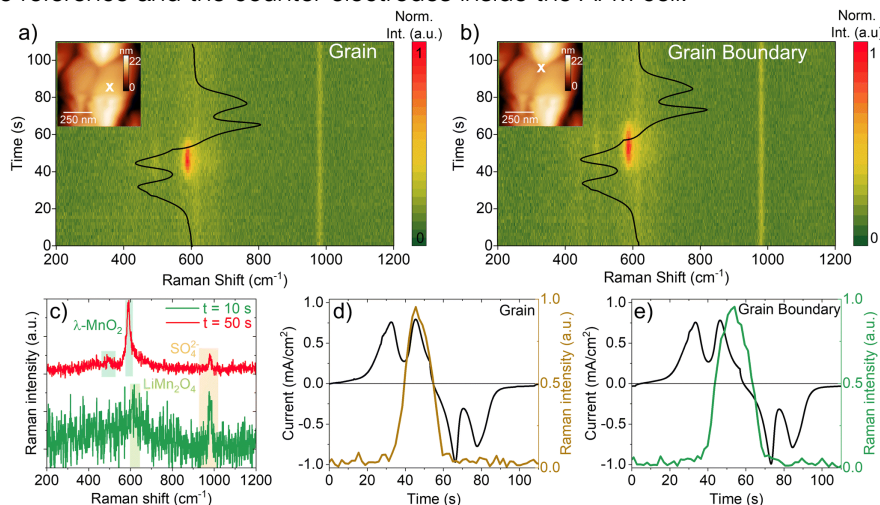 reference and the counter electrodes inside the AFM cell.
Norm.
Int. (a.u.)
a)
Grain
nm
22
0
x
250 nm
1
0
100
80
60
40
20
0
Time (s)
200 400 600 800 1000 1200
Raman Shift (cm-1)
Norm.
Int. (a.u)
b)
Grain Boundary
nm
22
0
x
250 nm
1
0
100
80
60
40
20
0
Time (s)
200 400 600 800 1000 1200
Raman Shift (cm-1)
c)
t = 10 s
t = 50 s
λ-MnO2
SO42-
LiMn2O4
Raman intensity (a.u.)
200 400 600 800 1000 1200
Raman shift (cm-1)
d)
Grain
1.0
0.5
0.0
-0.5
-1.0
Current (mA/cm2)
1.0
0.5
0.0
Raman intensity (a.u.)
0 20 40 60 80 100
Time (s)
e)
Grain Boundary
1.0
0.5
0.0
-0.5
-1.0
Current (mA/cm2)
1.0
0.5
0.0
Raman intensity (a.u.)
0 20 40 60 80 100
Time (s)